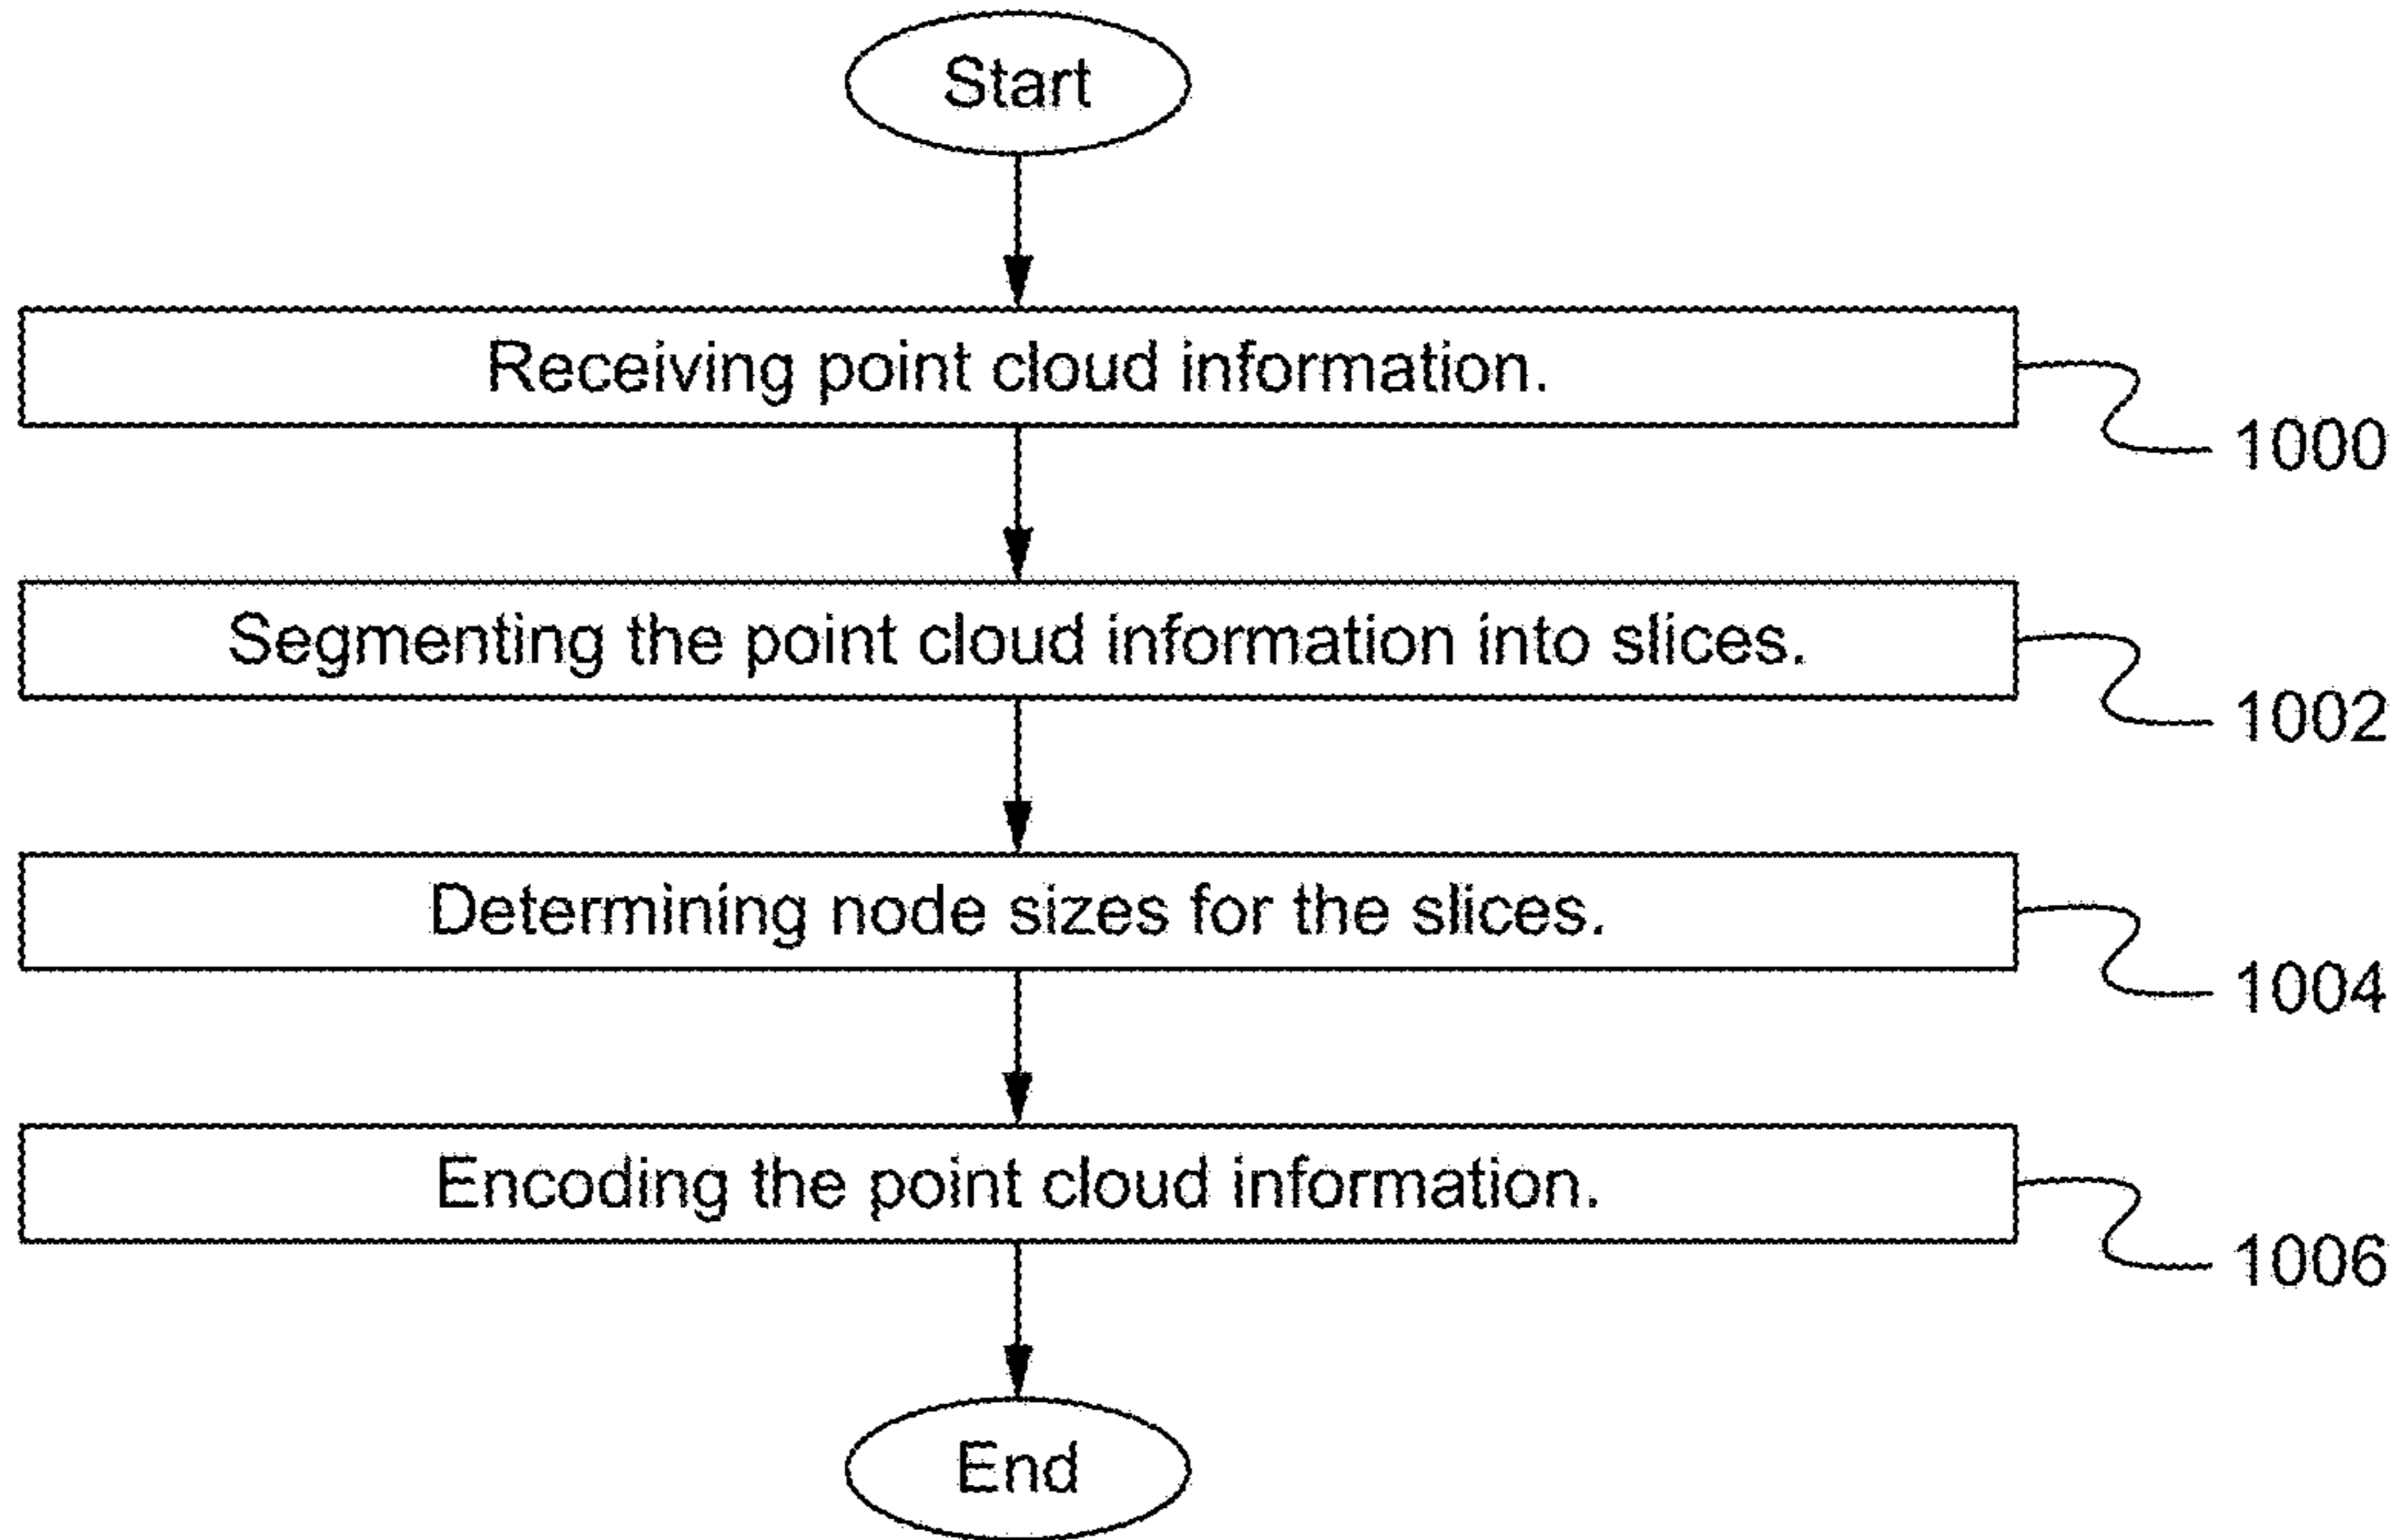 Start
Receiving point cloud information.
1000
Segmenting the point cloud information into slices.
1002
Determining node sizes for the slices.
1004
Encoding the point cloud information.
1006
End